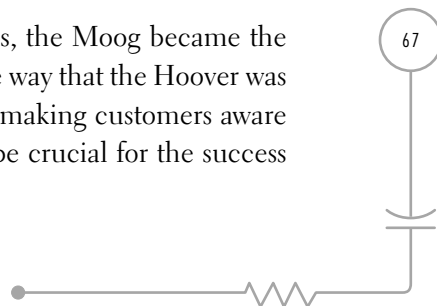 s, the Moog became the
67
way that the Hoover was
making customers aware
be crucial for the success